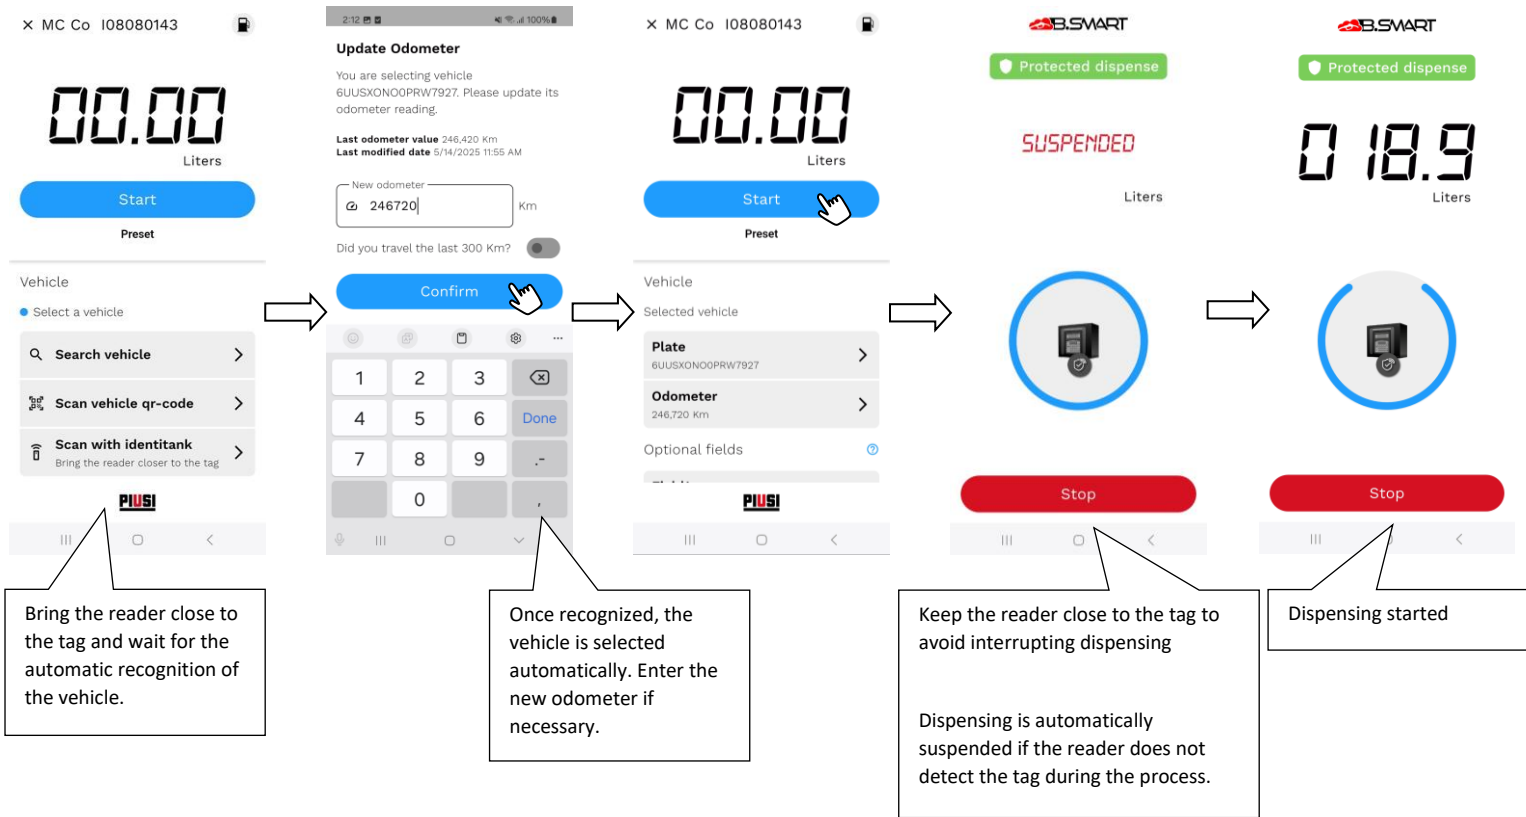 MC Co I08080143
00.00
Liters
Start
Preset
Vehicle
Select a vehicle
Search vehicle
Scan vehicle qr-code
Scan with identitank
Bring the reader closer to the tag
PIUSI
Bring the reader close to
the tag and wait for the
automatic recognition of
the vehicle.
2:12
100%
Update Odometer
You are selecting vehicle
6UUSXONO0PRW7927. Please update its
odometer reading.
Last odometer value 246,420 Km
Last modified date 5/14/2025 11:55 AM
New odometer
246720
Km
Did you travel the last 300 Km?
Confirm
1 2 3
4 5 6 Done
7 8 9 .-
0 ,
Once recognized, the
vehicle is selected
automatically. Enter the
new odometer if
necessary.
MC Co I08080143
00.00
Liters
Start
Preset
Vehicle
Selected vehicle
Plate
6UUSXONO0PRW7927
Odometer
246,720 Km
Optional fields
PIUSI
B.SMART
Protected dispense
SUSPENDED
Liters
Stop
Keep the reader close to the tag to
avoid interrupting dispensing
Dispensing is automatically
suspended if the reader does not
detect the tag during the process.
B.SMART
Protected dispense
018.9
Liters
Stop
Dispensing started